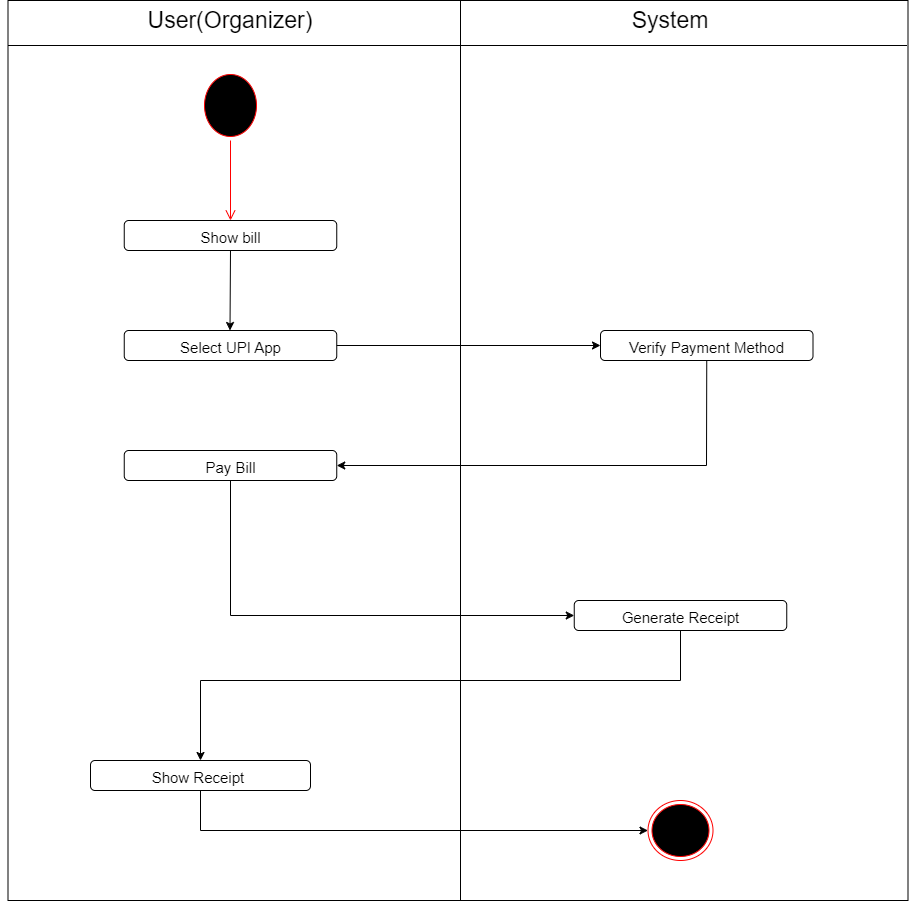 User(Organizer)
System
Show bill
Select UPI App
Verify Payment Method
Pay Bill
Generate Receipt
Show Receipt